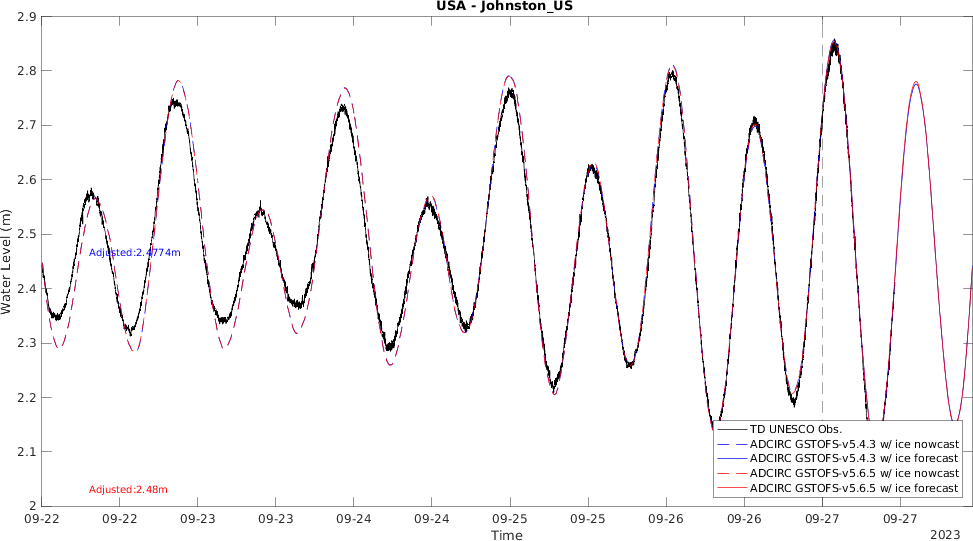 USA - Johnston_US
2.9
2.8
2.7
2.6
2.5
2.4
2.3
2.2
2.1
2
Water Level (m)
Adjusted:2.4774m
Adjusted:2.48m
TD UNESCO Obs.
ADCIRC GSTOFS-v5.4.3 w/ ice nowcast
ADCIRC GSTOFS-v5.4.3 w/ ice forecast
ADCIRC GSTOFS-v5.6.5 w/ ice nowcast
ADCIRC GSTOFS-v5.6.5 w/ ice forecast
09-22 09-22 09-23 09-23 09-24 09-24 09-25 09-25 09-26 09-26 09-27 09-27
Time
2023